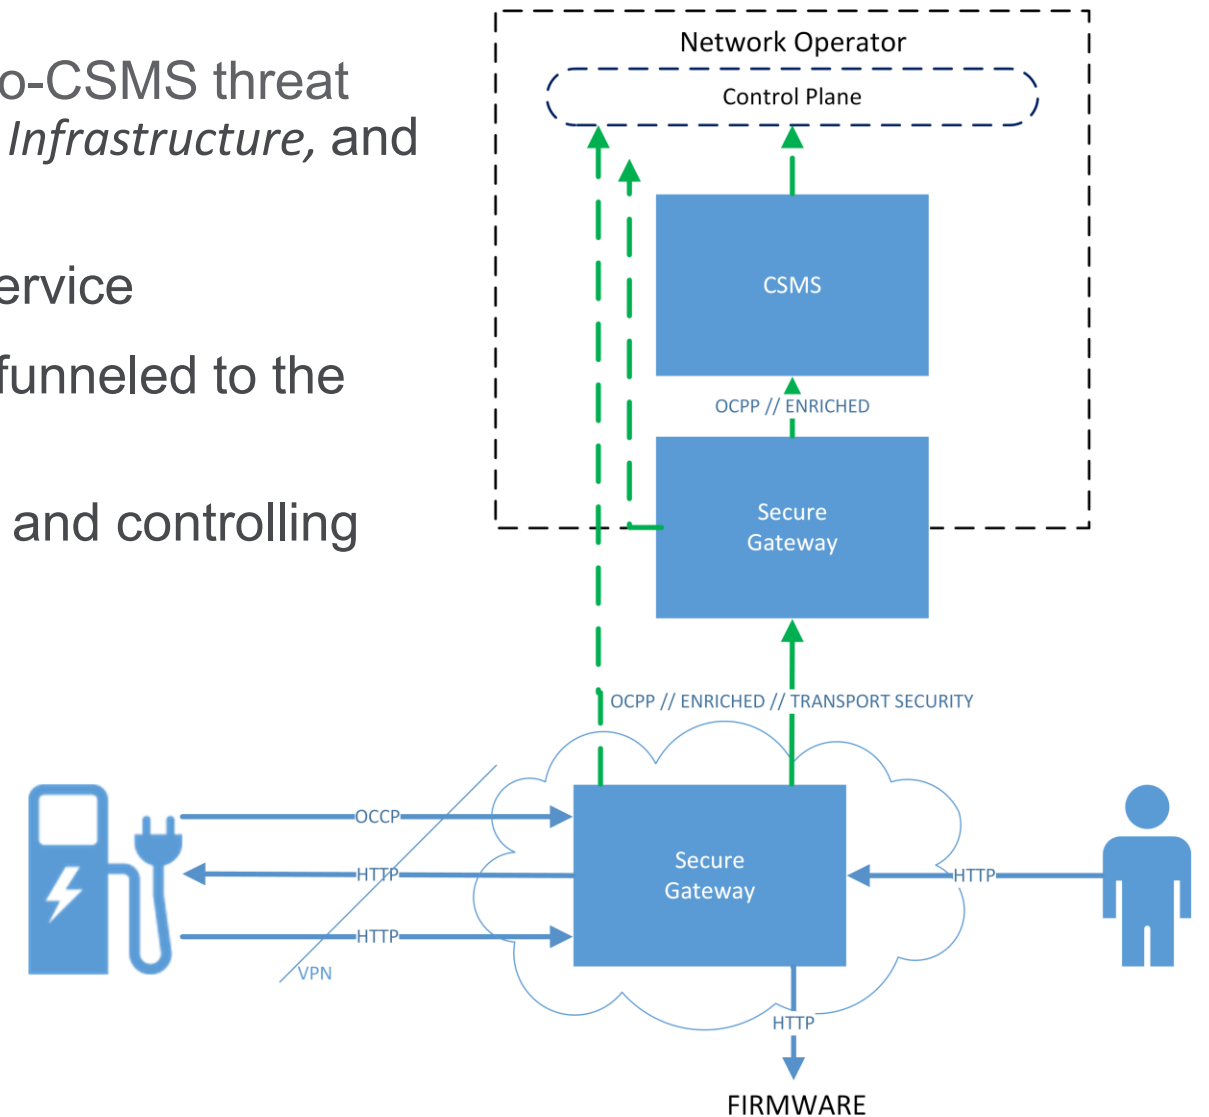 o-CSMS threat
Infrastructure, and
ervice
funneled to the
and controlling
Network Operator
Control Plane
CSMS
OCPP // ENRICHED
Secure
Gateway
OCPP // ENRICHED // TRANSPORT SECURITY
OCCP
HTTP
HTTP
VPN
Secure
Gateway
HTTP
HTTP
FIRMWARE